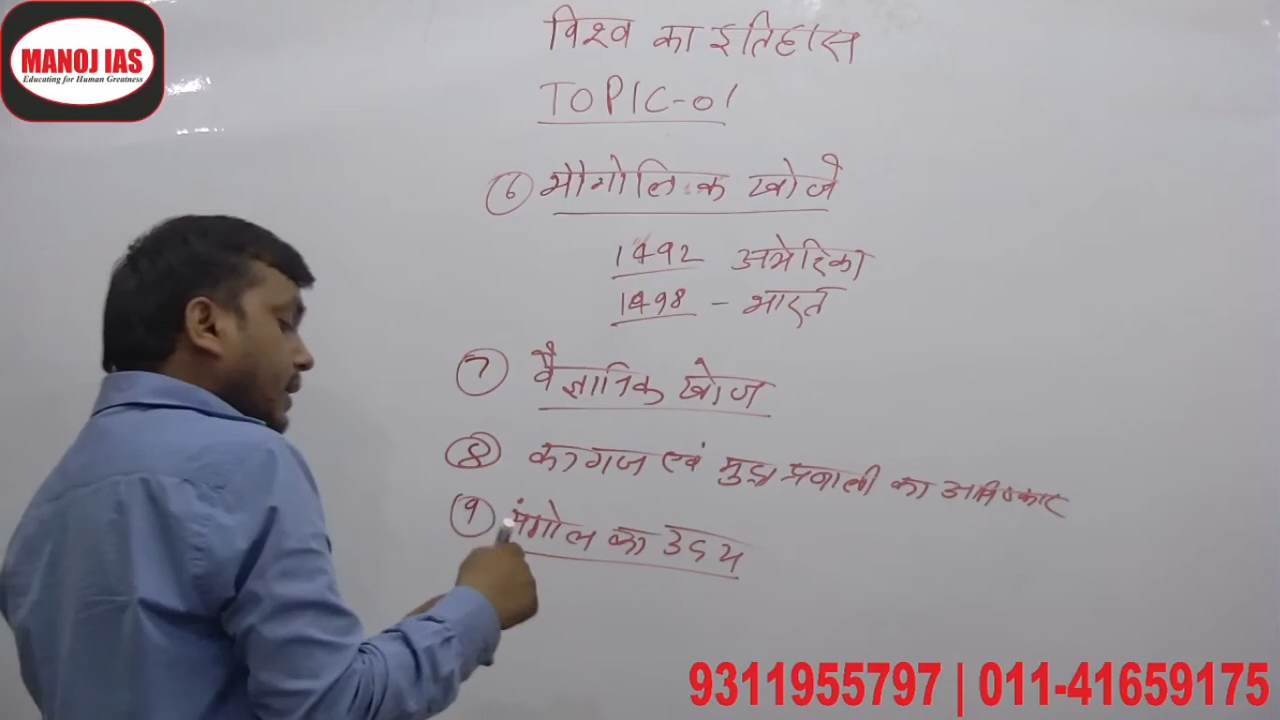 MANOJ IAS
Educating for Human Greatness
विश्व का इतिहास
TOPIC-01
6 भौगोलिक खोजे
1492 अमेरिका
1498 - भारत
7 वैज्ञानिक खोज
8 कागज एवं मुद्रा प्रणाली का आविष्कार
9 मंगोल का उदय
9311955797 | 011-41659175